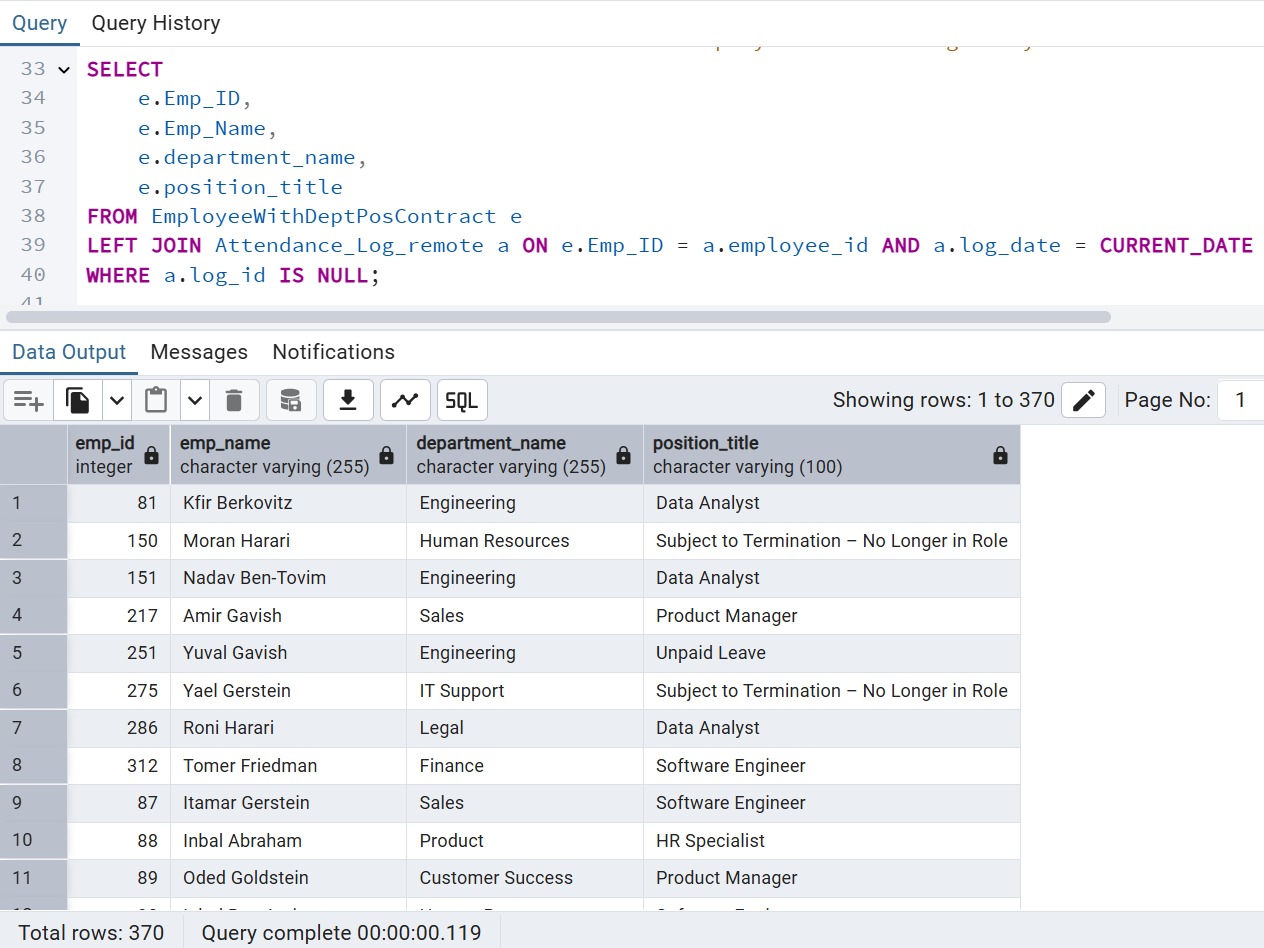 Query Query History
33 SELECT
34 e.Emp_ID,
35 e.Emp_Name,
36 e.department_name,
37 e.position_title
38 FROM EmployeeWithDeptPosContract e
39 LEFT JOIN Attendance_Log_remote a ON e.Emp_ID = a.employee_id AND a.log_date = CURRENT_DATE
40 WHERE a.log_id IS NULL;
41
Data Output Messages Notifications
SQL Showing rows: 1 to 370 Page No: 1
emp_id emp_name department_name position_title
integer character varying (255) character varying (255) character varying (100)
1 81 Kfir Berkovitz Engineering Data Analyst
2 150 Moran Harari Human Resources Subject to Termination – No Longer in Role
3 151 Nadav Ben-Tovim Engineering Data Analyst
4 217 Amir Gavish Sales Product Manager
5 251 Yuval Gavish Engineering Unpaid Leave
6 275 Yael Gerstein IT Support Subject to Termination – No Longer in Role
7 286 Roni Harari Legal Data Analyst
8 312 Tomer Friedman Finance Software Engineer
9 87 Itamar Gerstein Sales Software Engineer
10 88 Inbal Abraham Product HR Specialist
11 89 Oded Goldstein Customer Success Product Manager
Total rows: 370 Query complete 00:00:00.119